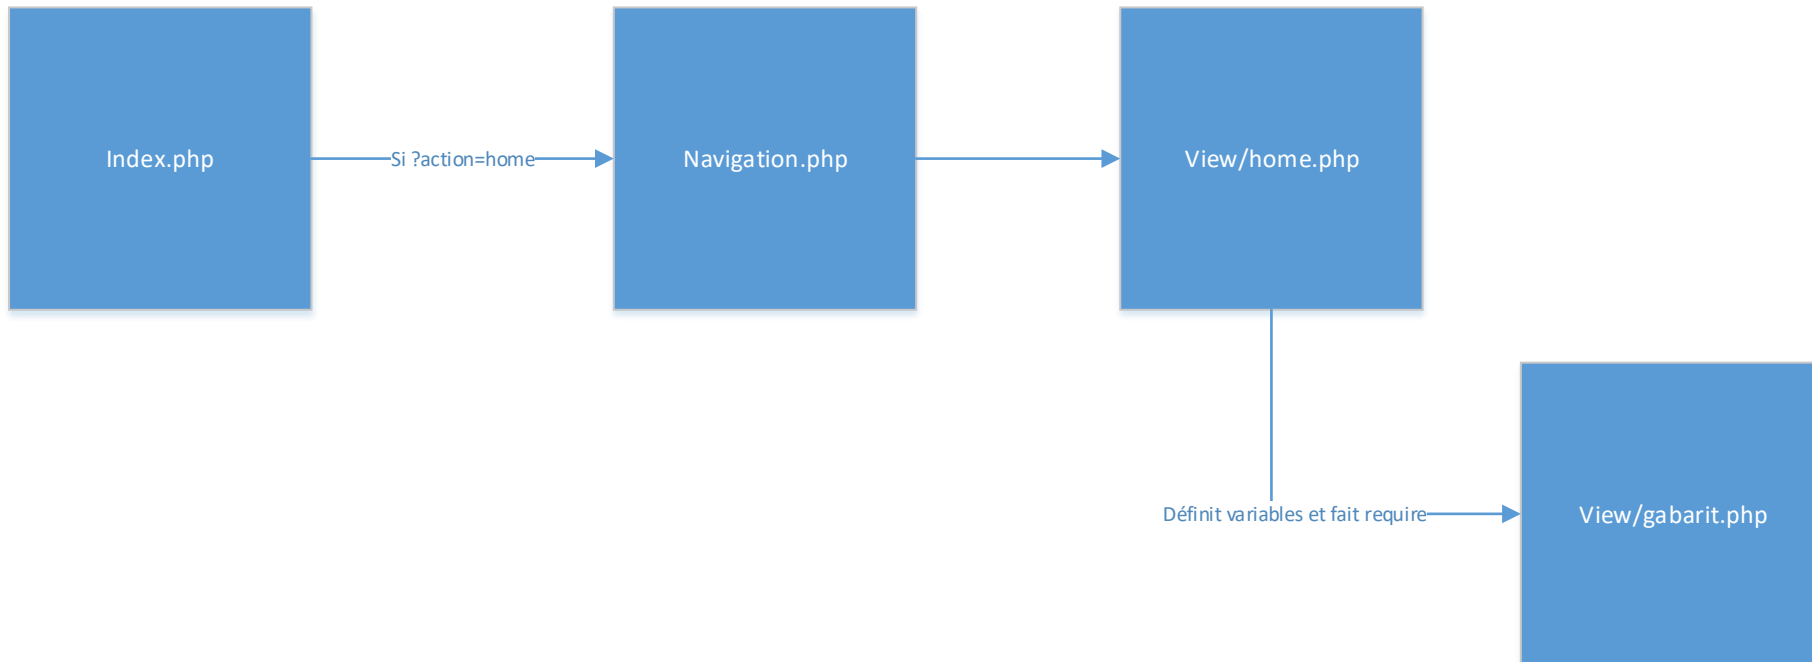 Index.php
Si ?action=home
Navigation.php
View/home.php
Définit variables et fait require
View/gabarit.php